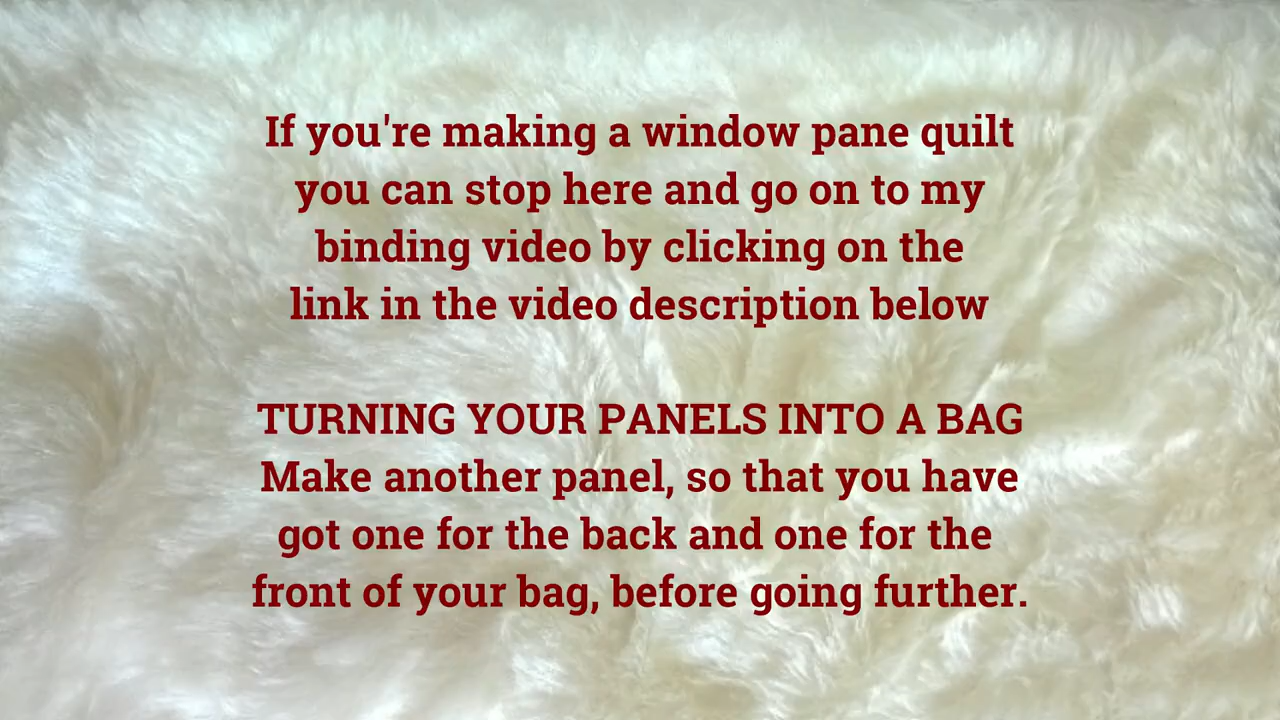 If you're making a window pane quilt
you can stop here and go on to my
binding video by clicking on the
link in the video description below
TURNING YOUR PANELS INTO A BAG
Make another panel, so that you have
got one for the back and one for the
front of your bag, before going further.